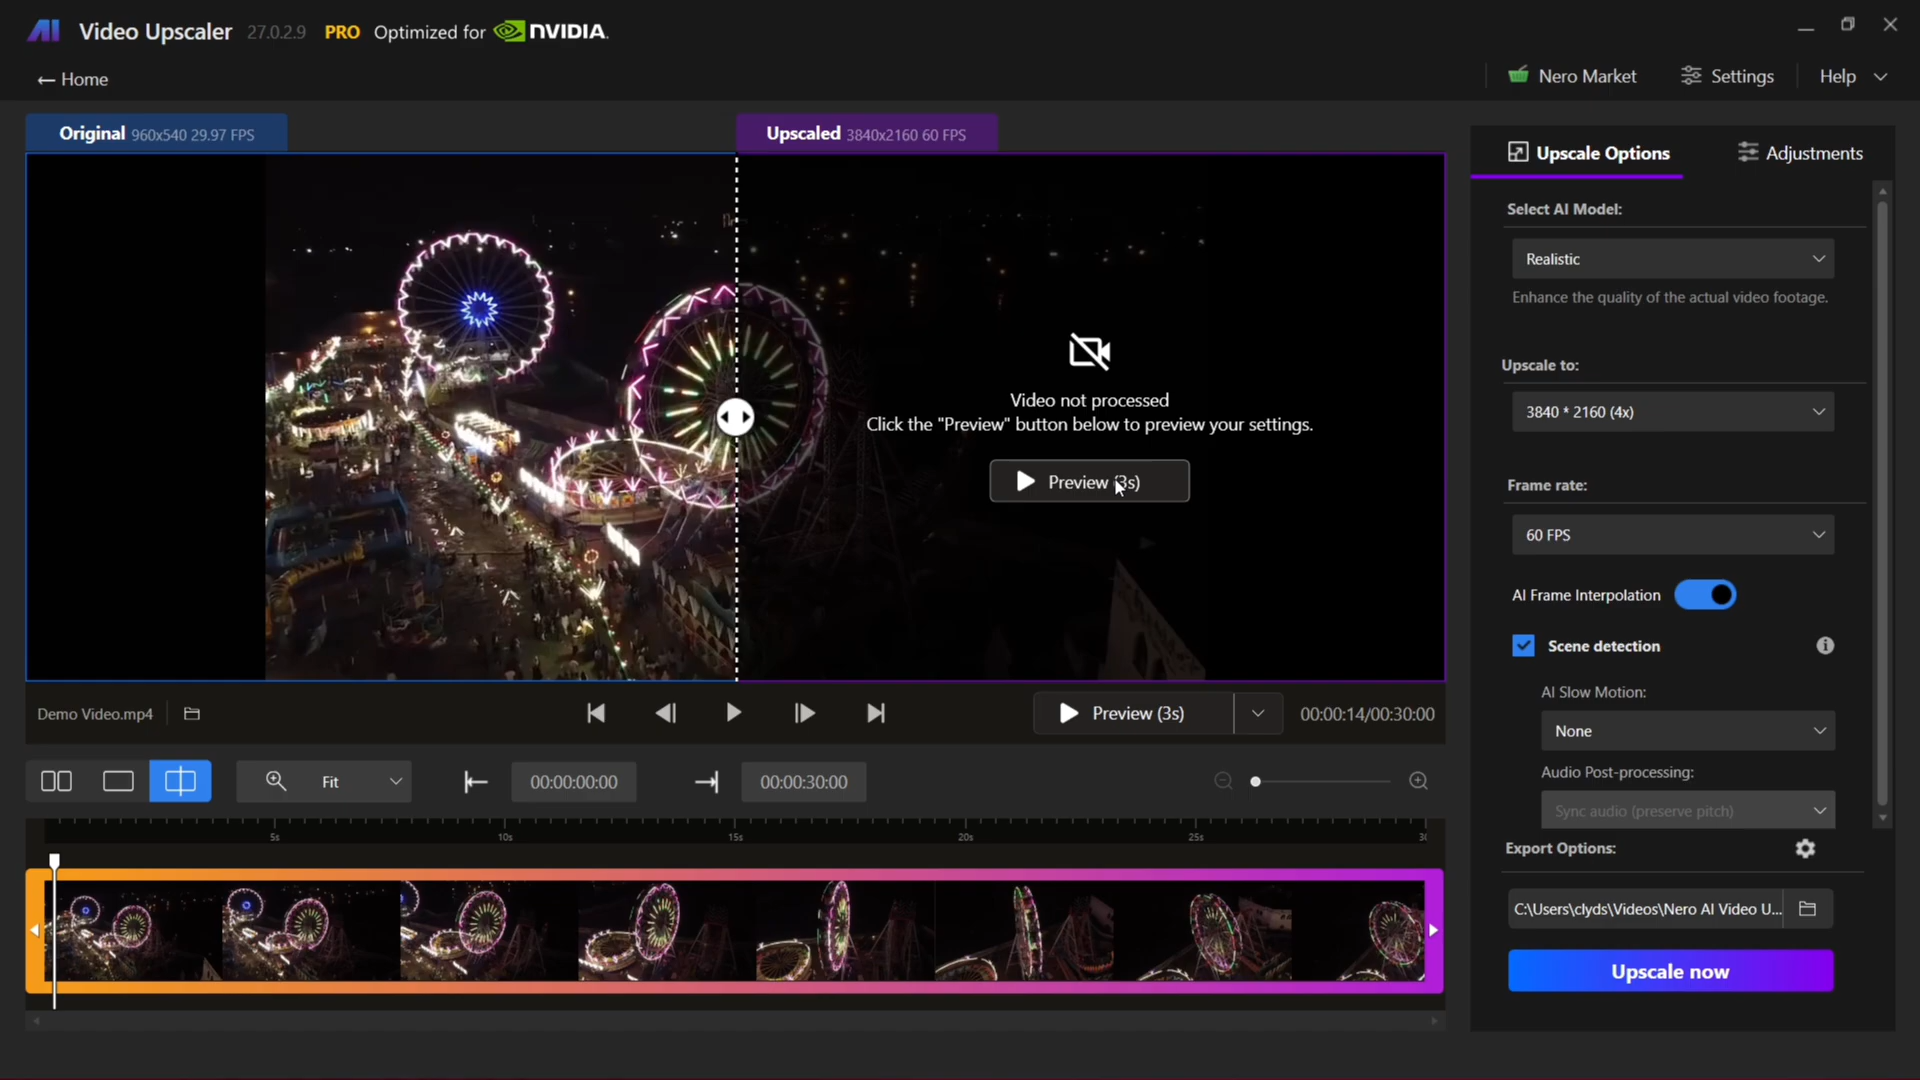 AI Video Upscaler 27.0.2.9 PRO Optimized for NVIDIA.
← Home
Nero Market Settings Help
Original 960x540 29.97 FPS
Upscaled 3840x2160 60 FPS
Video not processed
Click the "Preview" button below to preview your settings.
Preview (3s)
Demo Video.mp4
Preview (3s)
00:00:14/00:30:00
Fit
00:00:00:00
00:00:30:00
5s 10s 15s 20s 25s
Upscale Options Adjustments
Select AI Model:
Realistic
Enhance the quality of the actual video footage.
Upscale to:
3840 * 2160 (4x)
Frame rate:
60 FPS
AI Frame Interpolation
Scene detection
AI Slow Motion:
None
Audio Post-processing:
Sync audio (preserve pitch)
Export Options:
C:\Users\clyds\Videos\Nero AI Video U...
Upscale now